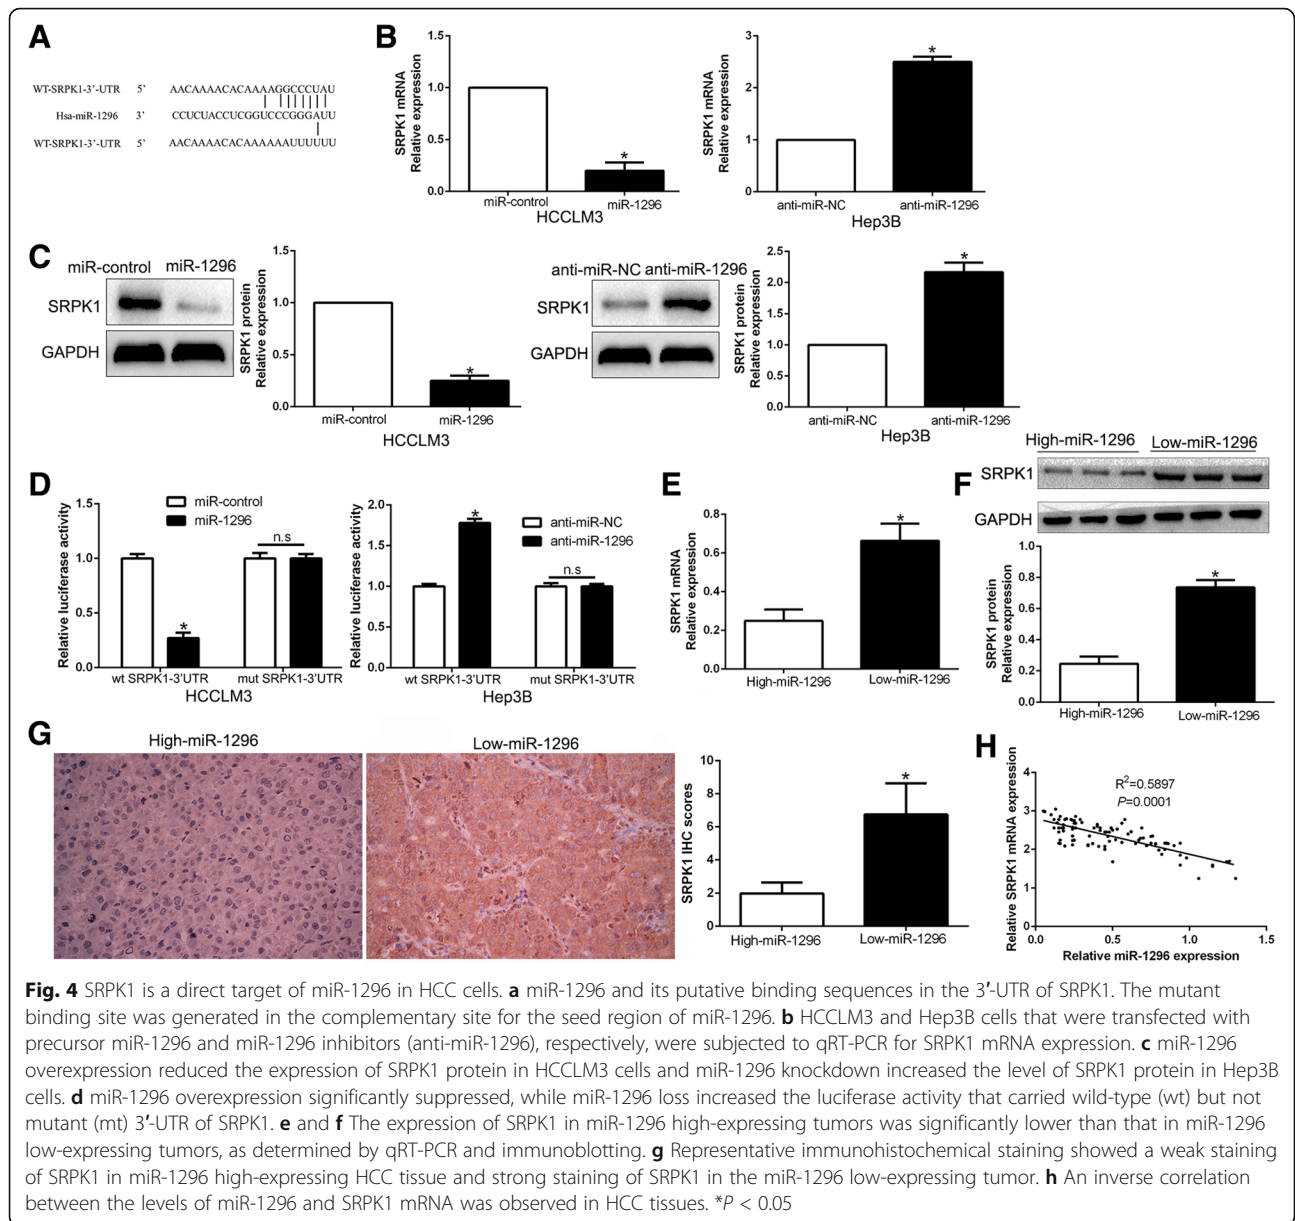 A
WT-SRPK1-3'-UTR 5' AACAAAACACAAAAAGGCCCUAU
Hsa-miR-1296 3' CCUCUACCUCGGUCCCGGGAUU
WT-SRPK1-3'-UTR 5' AACAAAACACAAAAAAUUUUUU
B
SRPK1 mRNA
Relative expression
1.5
1.0
0.5
0.0
*
miR-control miR-1296
HCCLM3
SRPK1 mRNA
Relative expression
3
2
1
0
*
anti-miR-NC anti-miR-1296
Hep3B
C
miR-control miR-1296
SRPK1
GAPDH
SRPK1 protein
Relative expression
1.5
1.0
0.5
0.0
*
miR-control miR-1296
HCCLM3
anti-miR-NC anti-miR-1296
SRPK1
GAPDH
SRPK1 protein
Relative expression
2.5
2.0
1.5
1.0
0.5
0.0
*
anti-miR-NC anti-miR-1296
Hep3B
D
Relative luciferase activity
1.5
1.0
0.5
0.0
miR-control
miR-1296
*
n.s
wt SRPK1-3'UTR mut SRPK1-3'UTR
HCCLM3
Relative luciferase activity
2.0
1.5
1.0
0.5
0.0
anti-miR-NC
anti-miR-1296
*
n.s
wt SRPK1-3'UTR mut SRPK1-3'UTR
Hep3B
E
SRPK1 mRNA
Relative expression
0.8
0.6
0.4
0.2
0.0
*
High-miR-1296 Low-miR-1296
F
High-miR-1296 Low-miR-1296
SRPK1
GAPDH
SRPK1 protein
Relative expression
1.0
0.8
0.6
0.4
0.2
0.0
*
High-miR-1296 Low-miR-1296
G
High-miR-1296 Low-miR-1296
SRPK1 IHC scores
10
8
6
4
2
0
*
High-miR-1296 Low-miR-1296
H
Relative SRPK1 mRNA expression
4
3
2
1
0
R²=0.5897
P=0.0001
0.0 0.5 1.0 1.5
Relative miR-1296 expression
Fig. 4 SRPK1 is a direct target of miR-1296 in HCC cells. a miR-1296 and its putative binding sequences in the 3′-UTR of SRPK1. The mutant
binding site was generated in the complementary site for the seed region of miR-1296. b HCCLM3 and Hep3B cells that were transfected with
precursor miR-1296 and miR-1296 inhibitors (anti-miR-1296), respectively, were subjected to qRT-PCR for SRPK1 mRNA expression. c miR-1296
overexpression reduced the expression of SRPK1 protein in HCCLM3 cells and miR-1296 knockdown increased the level of SRPK1 protein in Hep3B
cells. d miR-1296 overexpression significantly suppressed, while miR-1296 loss increased the luciferase activity that carried wild-type (wt) but not
mutant (mt) 3′-UTR of SRPK1. e and f The expression of SRPK1 in miR-1296 high-expressing tumors was significantly lower than that in miR-1296
low-expressing tumors, as determined by qRT-PCR and immunoblotting. g Representative immunohistochemical staining showed a weak staining
of SRPK1 in miR-1296 high-expressing HCC tissue and strong staining of SRPK1 in the miR-1296 low-expressing tumor. h An inverse correlation
between the levels of miR-1296 and SRPK1 mRNA was observed in HCC tissues. *P < 0.05